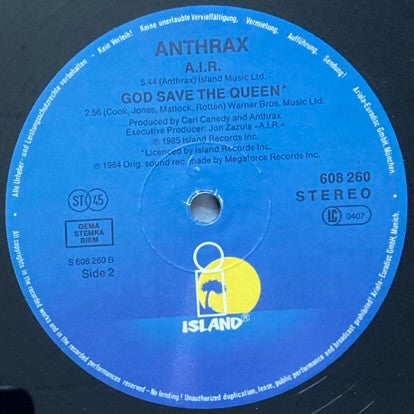 ANTHRAX
A.I.R.
5.44 (Anthrax) Island Music Ltd.
GOD SAVE THE QUEEN*
2,56 (Cook, Jones, Matlock, Rotten) Warner Bros. Music Ltd.
Produced by Carl Canedy and Anthrax
Executive Producer: Jon Zazula »A.I.R.«
℗ 1985 Island Records Inc.
*Licenced by Island Records Inc.
℗ 1984 Orig. sound rec. made by Megaforce Records Inc.
608 260
STEREO
ST 45
LC 0407
GEMA
STEMRA
BIEM
S 608 260 B
Side 2
ISLAND®
Alle Urheber- und Leistungsschutzrechte vorbehalten – Kein Verleih! Keine unerlaubte Vervielfältigung, Vermietung, Aufführung, Sendung! Ariola-Eurodisc GmbH, München.
All copyrights in the recorded works and in the recorded performances reserved – No lending! Unauthorized duplication, lease, public performance and broadcast prohibited! Ariola-Eurodisc GmbH, Munich.